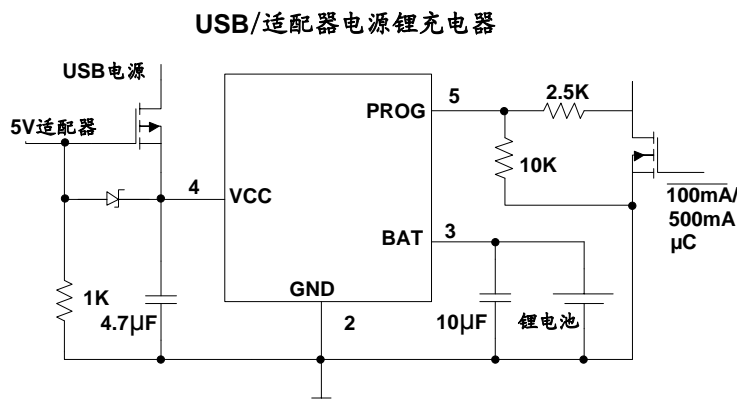 USB/适配器电源锂充电器
USB电源
5V适配器
PROG
5
2.5K
10K
4
VCC
100mA/
500mA
μC
BAT
3
1K
4.7μF
GND
2
10μF
锂电池